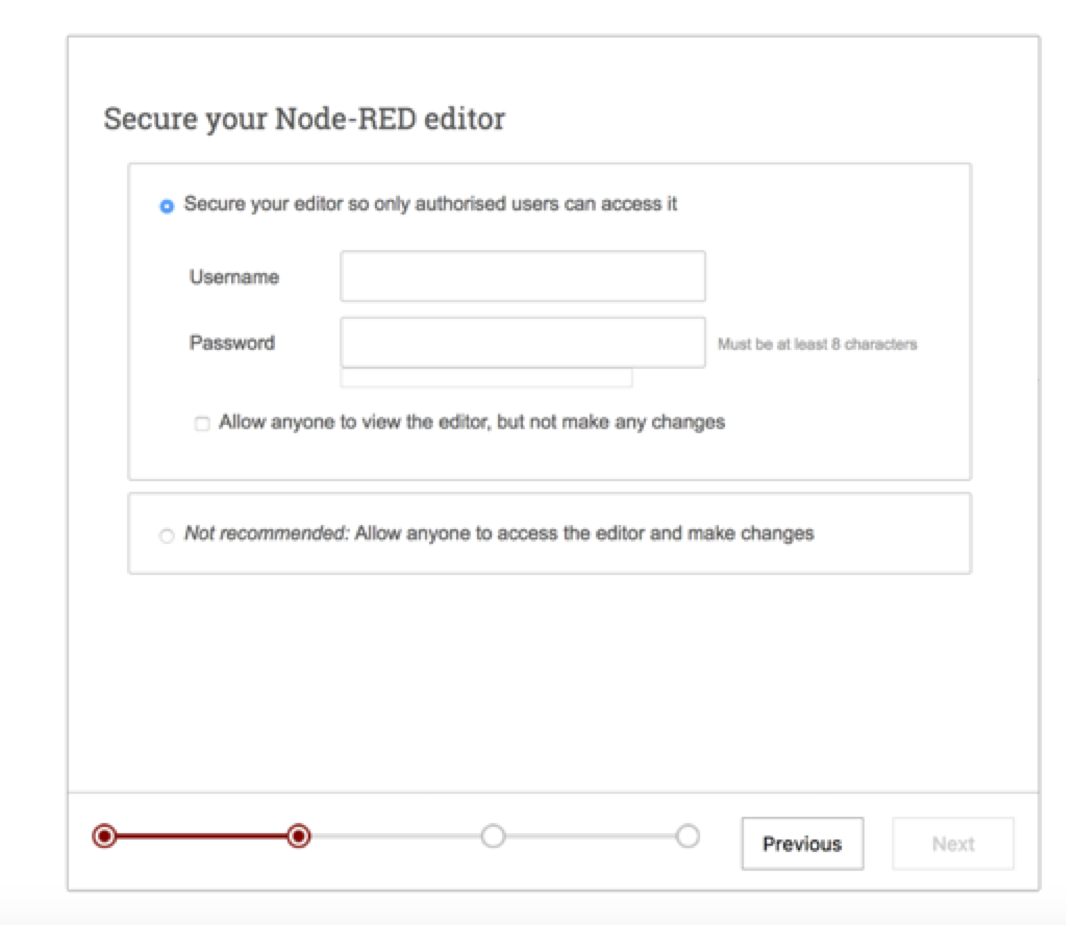 Secure your Node-RED editor
Secure your editor so only authorised users can access it
Username
Password
Must be at least 8 characters
Allow anyone to view the editor, but not make any changes
Not recommended: Allow anyone to access the editor and make changes
Previous
Next